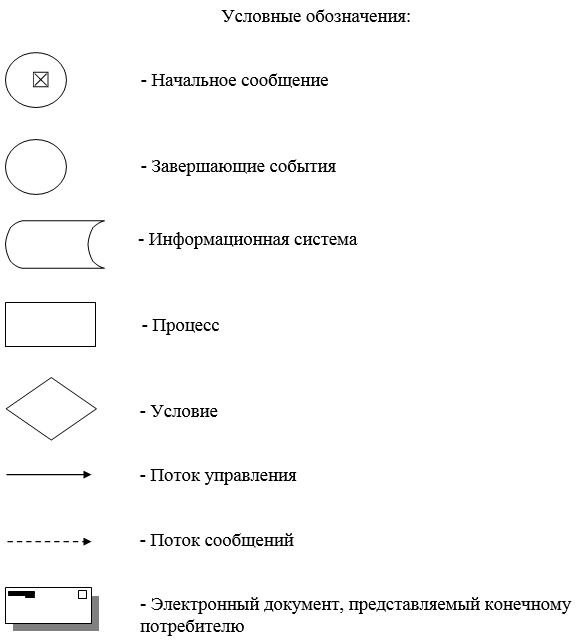 Условные обозначения:
- Начальное сообщение
- Завершающие события
- Информационная система
- Процесс
- Условие
- Поток управления
- Поток сообщений
- Электронный документ, представляемый конечному
потребителю